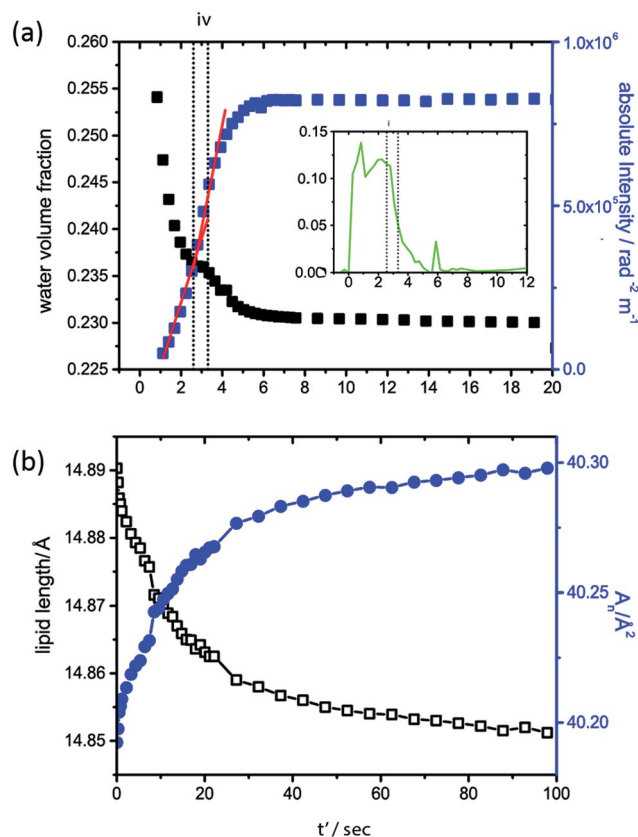 iv
(a)
0.260
0.255
0.250
0.245
0.240
0.235
0.230
0.225
water volume fraction
0 2 4 6 8 10 12 14 16 18 20
1.0x10⁶
5.0x10⁵
0.0
absolute Intensity / rad⁻² m⁻¹
0.15
0.10
0.05
0.00
0 2 4 6 8 10 12
(b)
14.89
14.88
14.87
14.86
14.85
lipid length/Å
40.30
40.25
40.20
Aₙ/Å²
0 20 40 60 80 100
t'/ sec